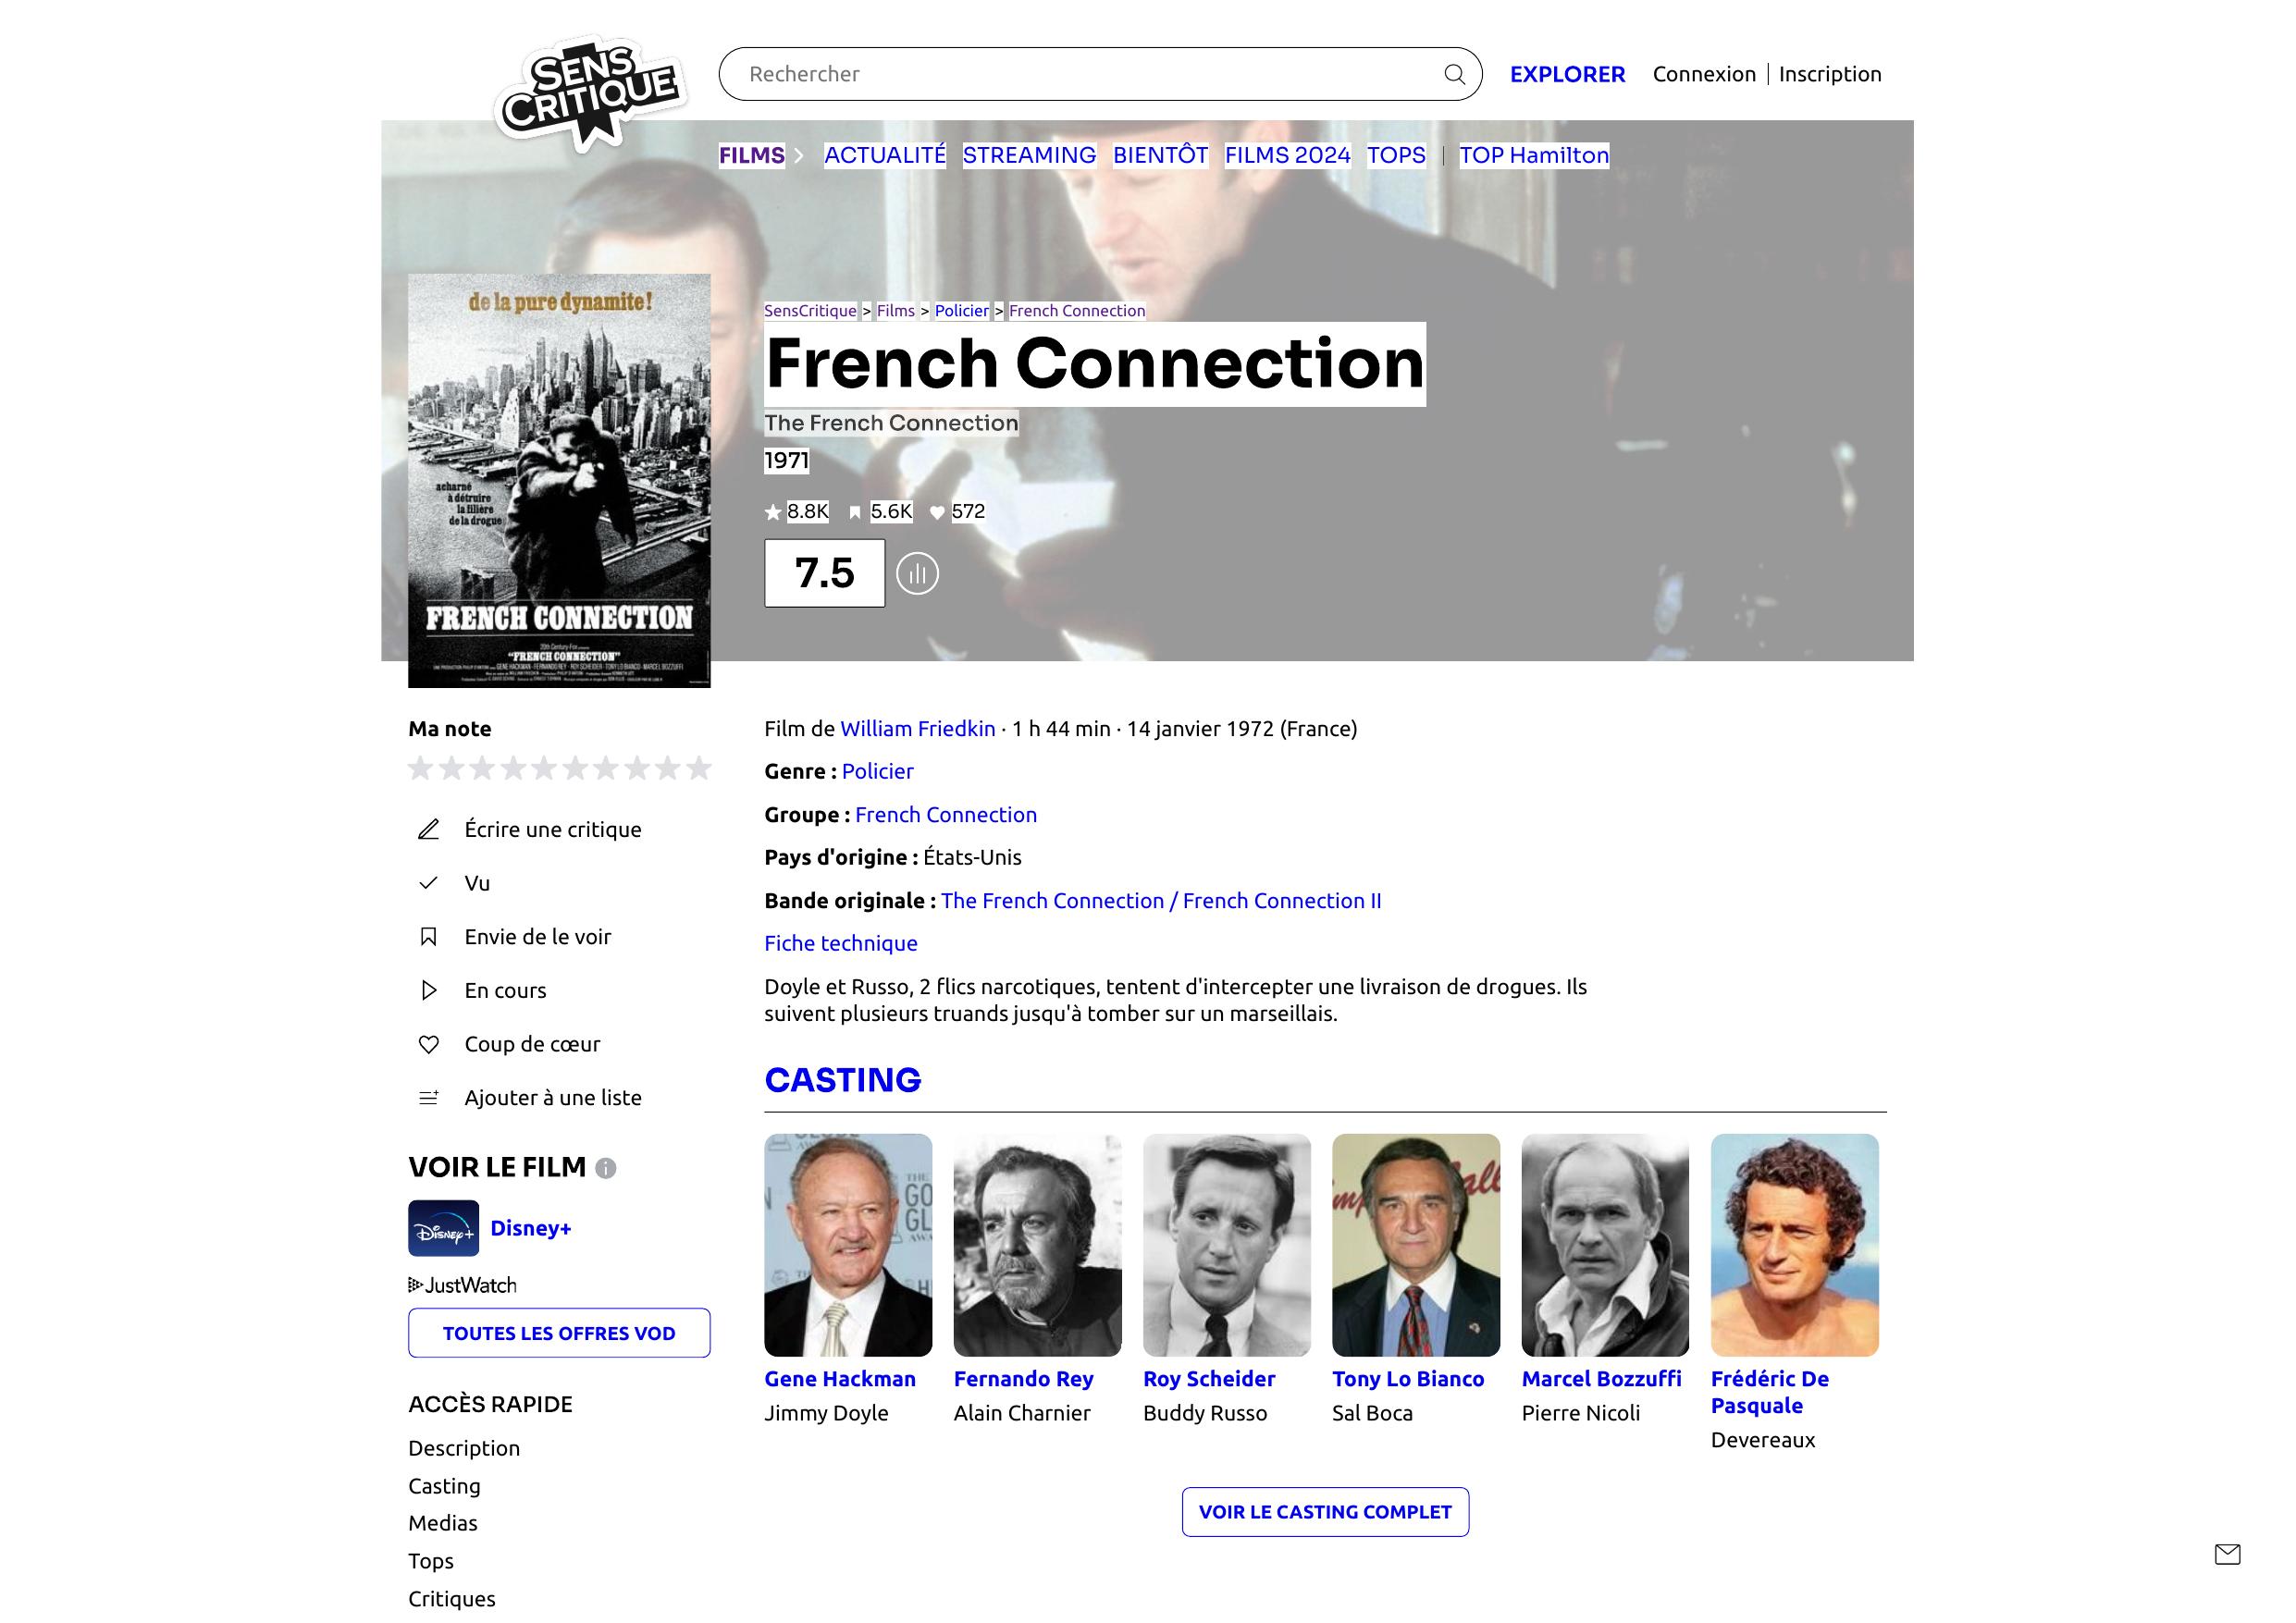 SENS
CRITIQUE
Rechercher
EXPLORER
Connexion | Inscription
FILMS > ACTUALITÉ STREAMING BIENTÔT FILMS 2024 TOPS | TOP Hamilton
de la pure dynamite!
acharné
à détruire
la filière
de la drogue
FRENCH CONNECTION
"FRENCH CONNECTION"
SensCritique > Films > Policier > French Connection
French Connection
The French Connection
1971
8.8K 5.6K 572
7.5
Ma note
Écrire une critique
Vu
Envie de le voir
En cours
Coup de cœur
Ajouter à une liste
VOIR LE FILM
Disney+ Disney+
JustWatch
TOUTES LES OFFRES VOD
ACCÈS RAPIDE
Description
Casting
Medias
Tops
Critiques
Film de William Friedkin · 1 h 44 min · 14 janvier 1972 (France)
Genre : Policier
Groupe : French Connection
Pays d'origine : États-Unis
Bande originale : The French Connection / French Connection II
Fiche technique
Doyle et Russo, 2 flics narcotiques, tentent d'intercepter une livraison de drogues. Ils
suivent plusieurs truands jusqu'à tomber sur un marseillais.
CASTING
Gene Hackman
Jimmy Doyle
Fernando Rey
Alain Charnier
Roy Scheider
Buddy Russo
Tony Lo Bianco
Sal Boca
Marcel Bozzuffi
Pierre Nicoli
Frédéric De
Pasquale
Devereaux
VOIR LE CASTING COMPLET